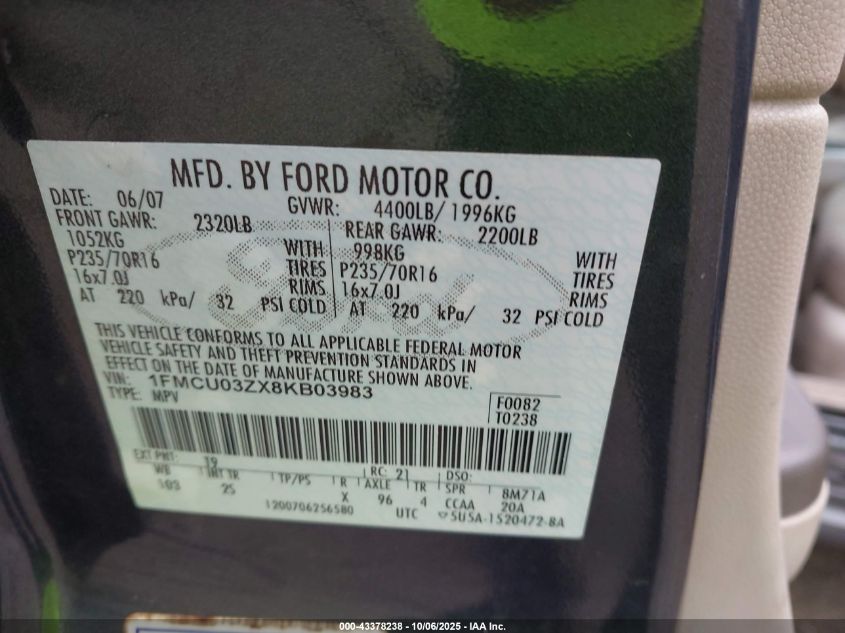 MFD. BY FORD MOTOR CO.
DATE: 06/07 GVWR: 4400LB/ 1996KG
FRONT GAWR: 2320LB REAR GAWR: 2200LB
1052KG WITH 998KG WITH
P235/70R16 TIRES P235/70R16 TIRES
16x7.0J RIMS 16x7.0J RIMS
AT 220 kPa/ 32 PSI COLD AT 220 kPa/ 32 PSI COLD
Ford
THIS VEHICLE CONFORMS TO ALL APPLICABLE FEDERAL MOTOR
VEHICLE SAFETY AND THEFT PREVENTION STANDARDS IN
EFFECT ON THE DATE OF MANUFACTURE SHOWN ABOVE.
VIN: 1FMCU03ZX8KB03983
TYPE: MPV
F0082
T0238
EXT PNT: T9 RC: 21 DSO:
WB INT TR TP/PS R AXLE TR SPR 8M71A
103 25 X 96 4 CCAA 20A
1200706256580 UTC 5U5A-1520472-8A
000-43378238 - 10/06/2025 - IAA Inc.